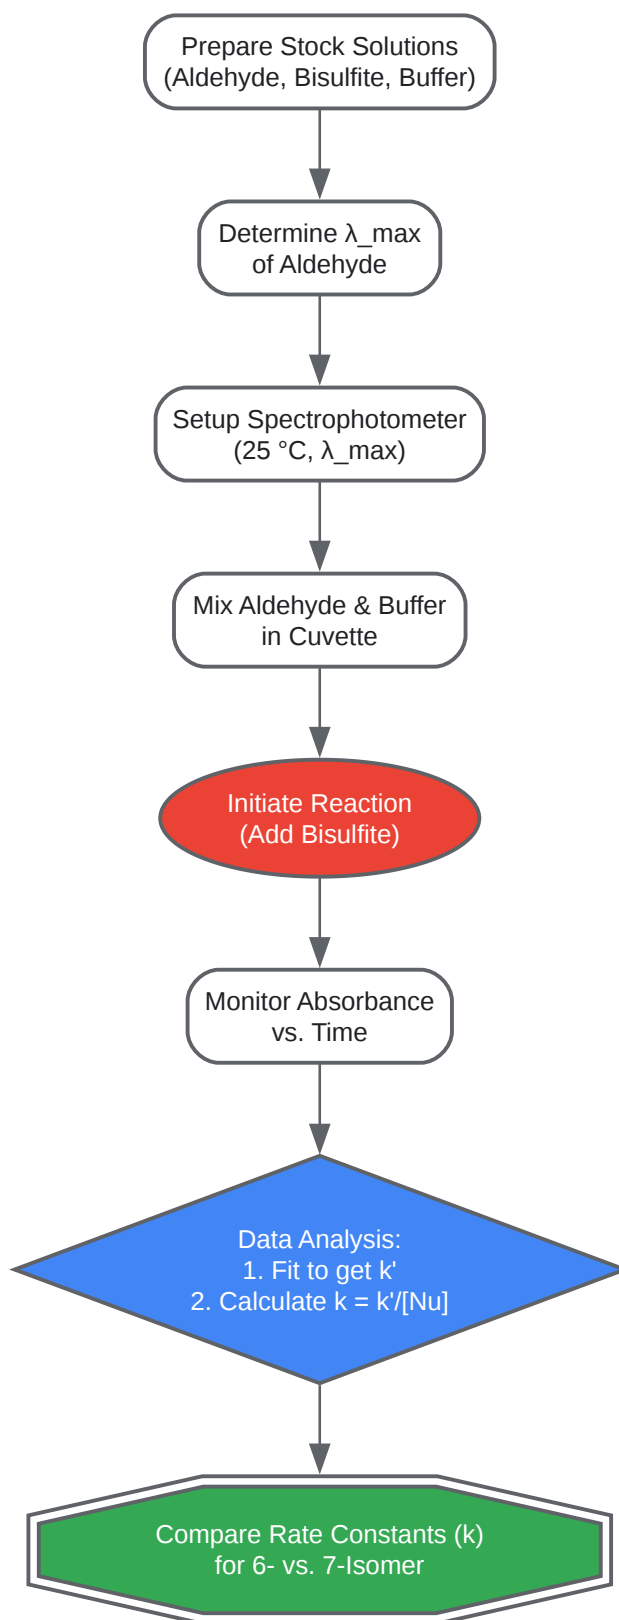 Prepare Stock Solutions
(Aldehyde, Bisulfite, Buffer)
Determine λ_max
of Aldehyde
Setup Spectrophotometer
(25 °C, λ_max)
Mix Aldehyde & Buffer
in Cuvette
Initiate Reaction
(Add Bisulfite)
Monitor Absorbance
vs. Time
Data Analysis:
1. Fit to get k'
2. Calculate k = k'/[Nu]
Compare Rate Constants (k)
for 6- vs. 7-Isomer